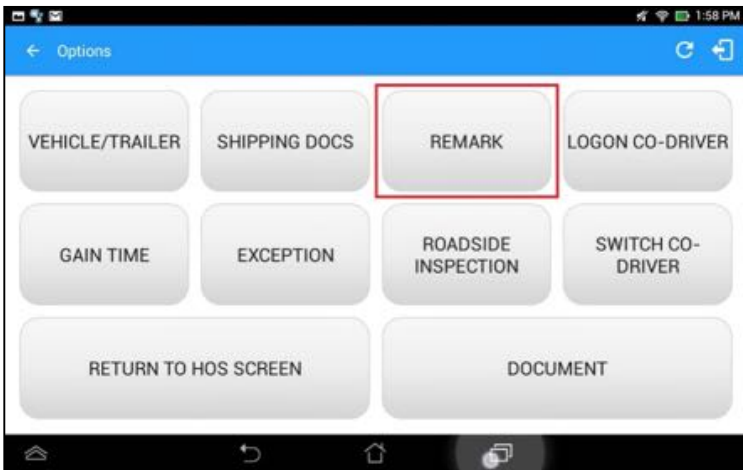 1:58 PM
Options
VEHICLE/TRAILER
SHIPPING DOCS
REMARK
LOGON CO-DRIVER
GAIN TIME
EXCEPTION
ROADSIDE
INSPECTION
SWITCH CO-
DRIVER
RETURN TO HOS SCREEN
DOCUMENT